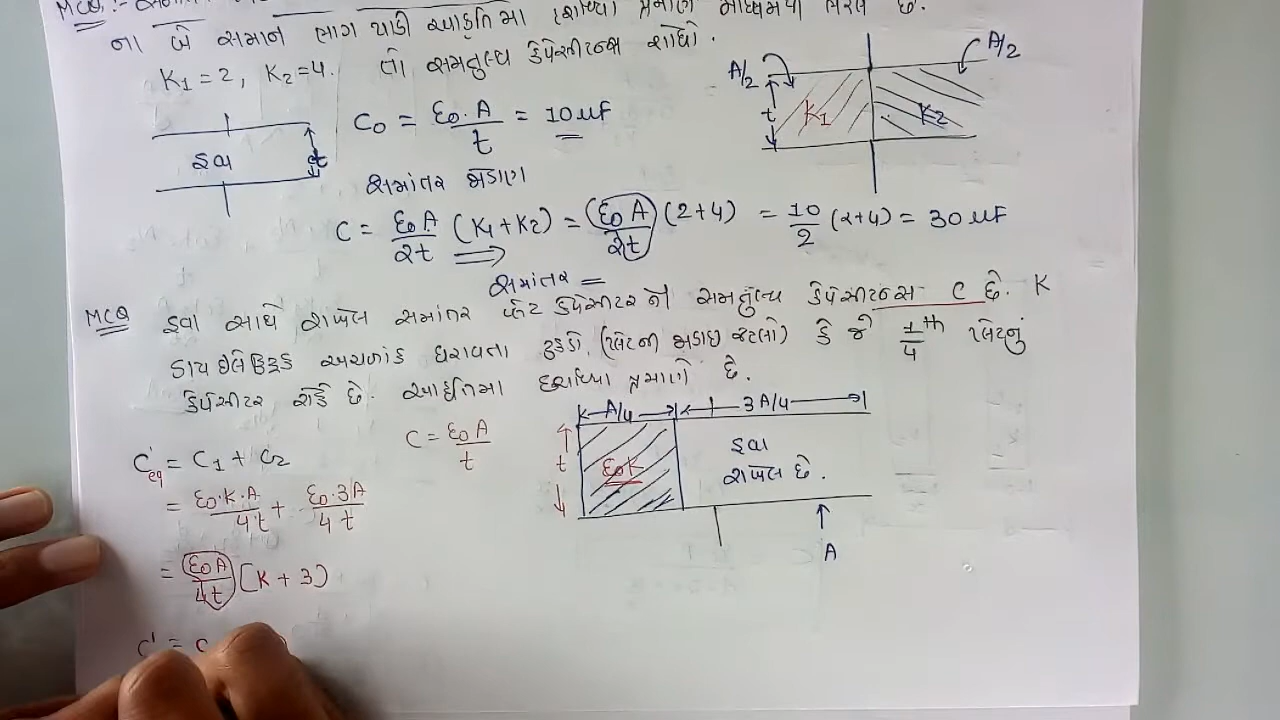 MCQ :-
ના બે સમાન ભાગ પાડી આકૃતિમાં દર્શાવ્યા પ્રમાણે માધ્યમથી ભરેલ છે.
K₁ = 2, K₂ = 4. તો સમતુલ્ય કેપેસીટન્સ શોધો.
A/2
A/2
t
K₁
K₂
હવા
t
C₀ = ε₀.A/t = 10 uF
સમાંતર જોડાણ
C = ε₀A/2t (K₁+K₂) = (ε₀A/2t)(2+4) = 10/2 (2+4) = 30 uF
સમાંતર =
MCQ હવા સાથે રાખેલ સમાંતર પ્લેટ કેપેસીટરને સમતુલ્ય કેપેસીટન્સ C છે. K
ડાયઇલેક્ટ્રિક અચળાંક ધરાવતા ટુકડો, (પ્લેટની જાડાઇ જેટલો) કે જે 1/4 th પ્લેટનું
કેપેસીટર રોકે છે. આકૃતિમાં દર્શાવ્યા પ્રમાણે છે.
A/4
3A/4
C = ε₀A/t
t
ε₀K
હવા
રાખેલ છે.
A
C'eq = C₁ + C₂
= ε₀.K.A/4t + ε₀.3A/4t
= ε₀A/4t [K + 3)
C' = C